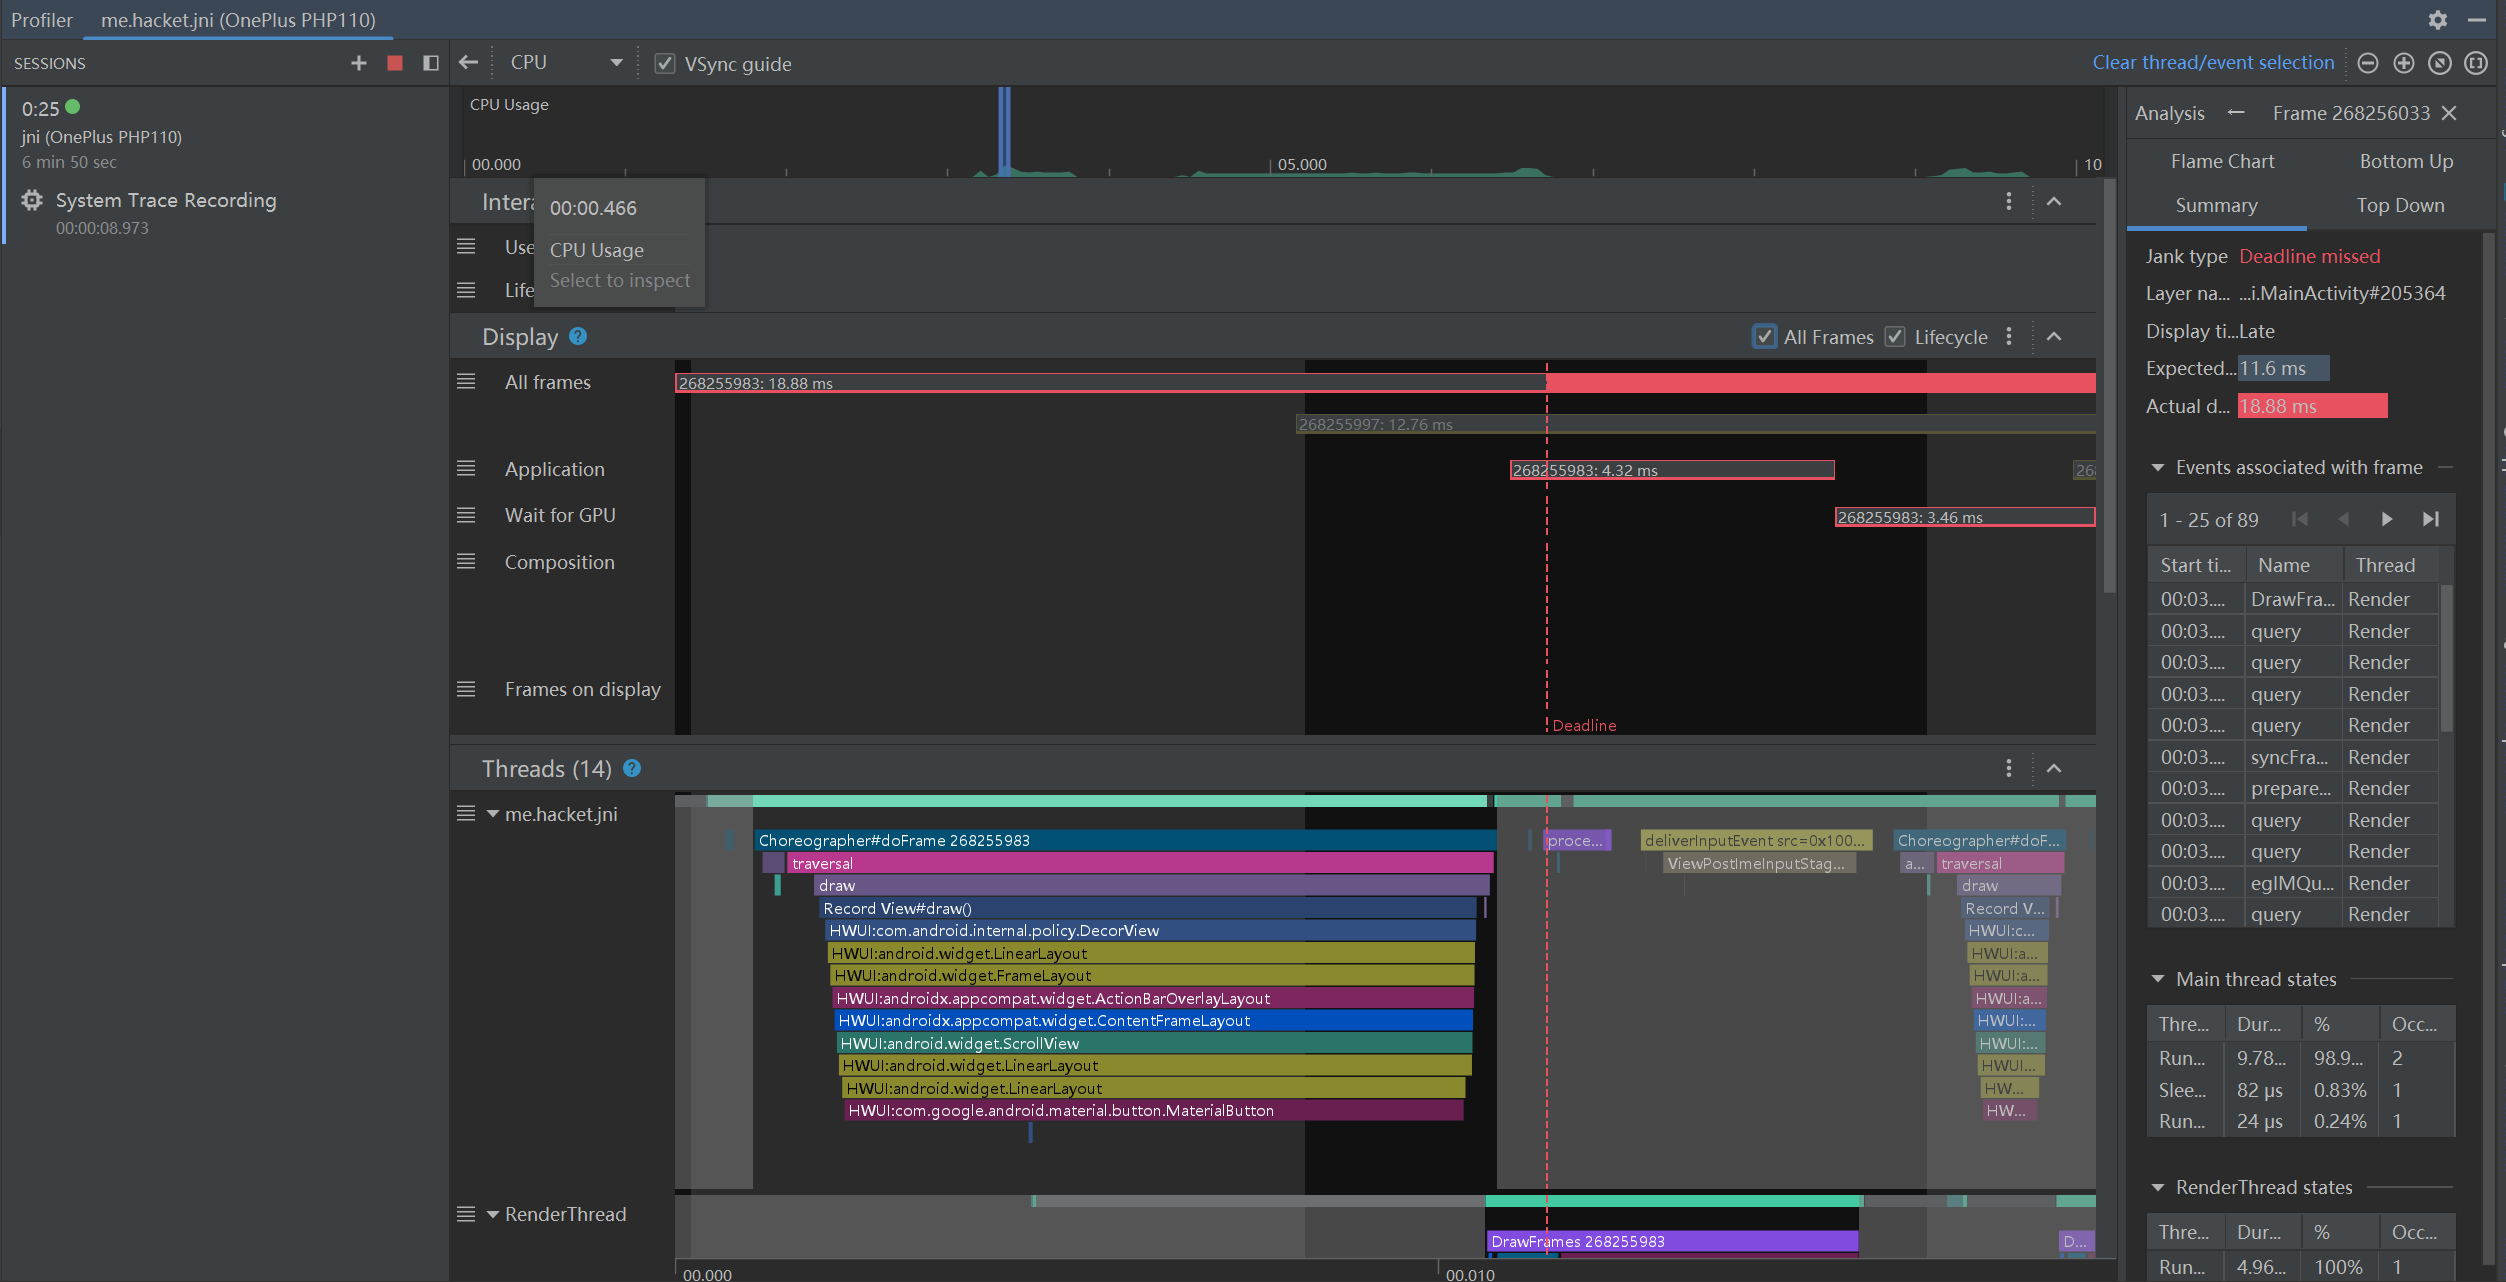 Profiler
me.hacket.jni (OnePlus PHP110)
SESSIONS
CPU
VSync guide
Clear thread/event selection
0:25
jni (OnePlus PHP110)
6 min 50 sec
System Trace Recording
00:00:08.973
CPU Usage
00.000
05.000
10
Intera
Use
Life
00:00.466
CPU Usage
Select to inspect
Display
All Frames
Lifecycle
All frames
268255983: 18.88 ms
268255997: 12.76 ms
Application
268255983: 4.32 ms
268
Wait for GPU
268255983: 3.46 ms
Composition
Frames on display
Deadline
Threads (14)
me.hacket.jni
Choreographer#doFrame 268255983
proce...
deliverInputEvent src=0x100...
Choreographer#doF...
traversal
ViewPostImeInputStag...
a...
traversal
draw
draw
Record View#draw()
Record V...
HWUI:com.android.internal.policy.DecorView
HWUI:c...
HWUI:android.widget.LinearLayout
HWUI:a...
HWUI:android.widget.FrameLayout
HWUI:a...
HWUI:androidx.appcompat.widget.ActionBarOverlayLayout
HWUI:a...
HWUI:androidx.appcompat.widget.ContentFrameLayout
HWUI:...
HWUI:android.widget.ScrollView
HWUI:...
HWUI:android.widget.LinearLayout
HWUI...
HWUI:android.widget.LinearLayout
HW...
HWUI:com.google.android.material.button.MaterialButton
HW...
RenderThread
DrawFrames 268255983
D...
00.000
00.010
Analysis
Frame 268256033
Flame Chart
Bottom Up
Summary
Top Down
Jank type Deadline missed
Layer na... ...i.MainActivity#205364
Display ti...Late
Expected...11.6 ms
Actual d... 18.88 ms
Events associated with frame
1 - 25 of 89
Start ti... Name Thread
00:03.... DrawFra... Render
00:03.... query Render
00:03.... query Render
00:03.... query Render
00:03.... query Render
00:03.... syncFra... Render
00:03.... prepare... Render
00:03.... query Render
00:03.... query Render
00:03.... eglMQu... Render
00:03.... query Render
Main thread states
Thre... Dur... % Occ...
Run... 9.78... 98.9... 2
Slee... 82 μs 0.83% 1
Run... 24 μs 0.24% 1
RenderThread states
Thre... Dur... % Occ...
Run... 4.96... 100% 1